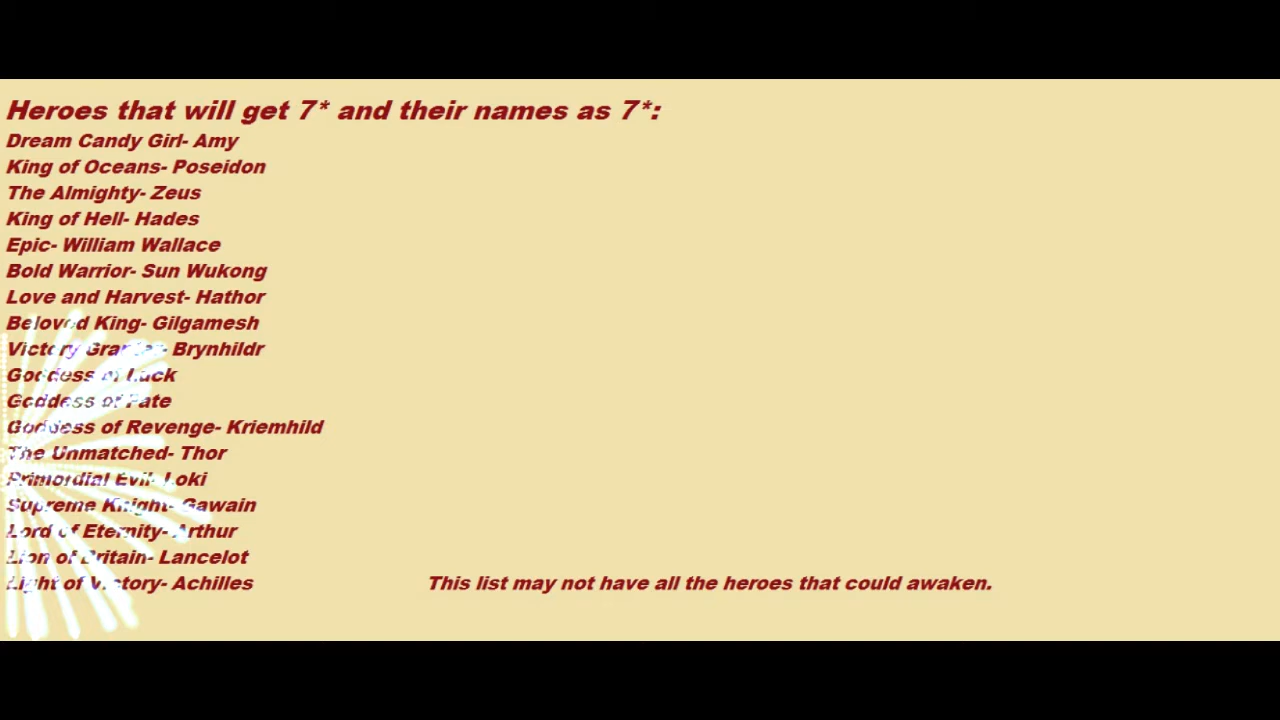 Heroes that will get 7* and their names as 7*:
Dream Candy Girl- Amy
King of Oceans- Poseidon
The Almighty- Zeus
King of Hell- Hades
Epic- William Wallace
Bold Warrior- Sun Wukong
Love and Harvest- Hathor
Beloved King- Gilgamesh
Victory Granter- Brynhildr
Goddess of Luck
Goddess of Fate
Goddess of Revenge- Kriemhild
The Unmatched- Thor
Primordial Evil- Loki
Supreme Knight- Gawain
Lord of Eternity- Arthur
Lion of Britain- Lancelot
Light of Victory- Achilles
This list may not have all the heroes that could awaken.